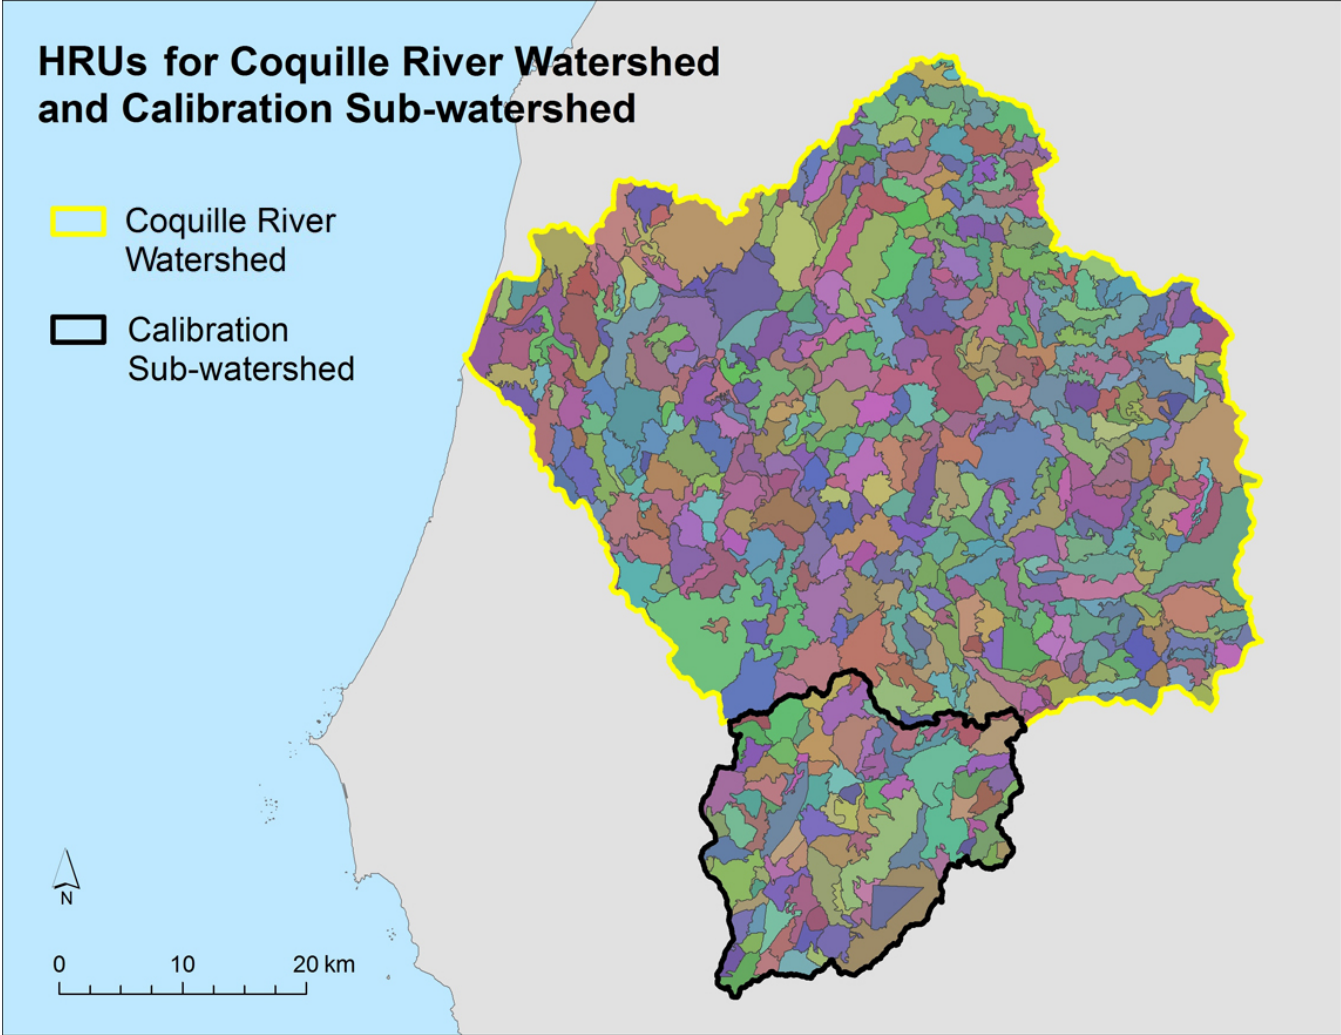 HRUs for Coquille River Watershed
and Calibration Sub-watershed
Coquille River
Watershed
Calibration
Sub-watershed
N
0 10 20 km